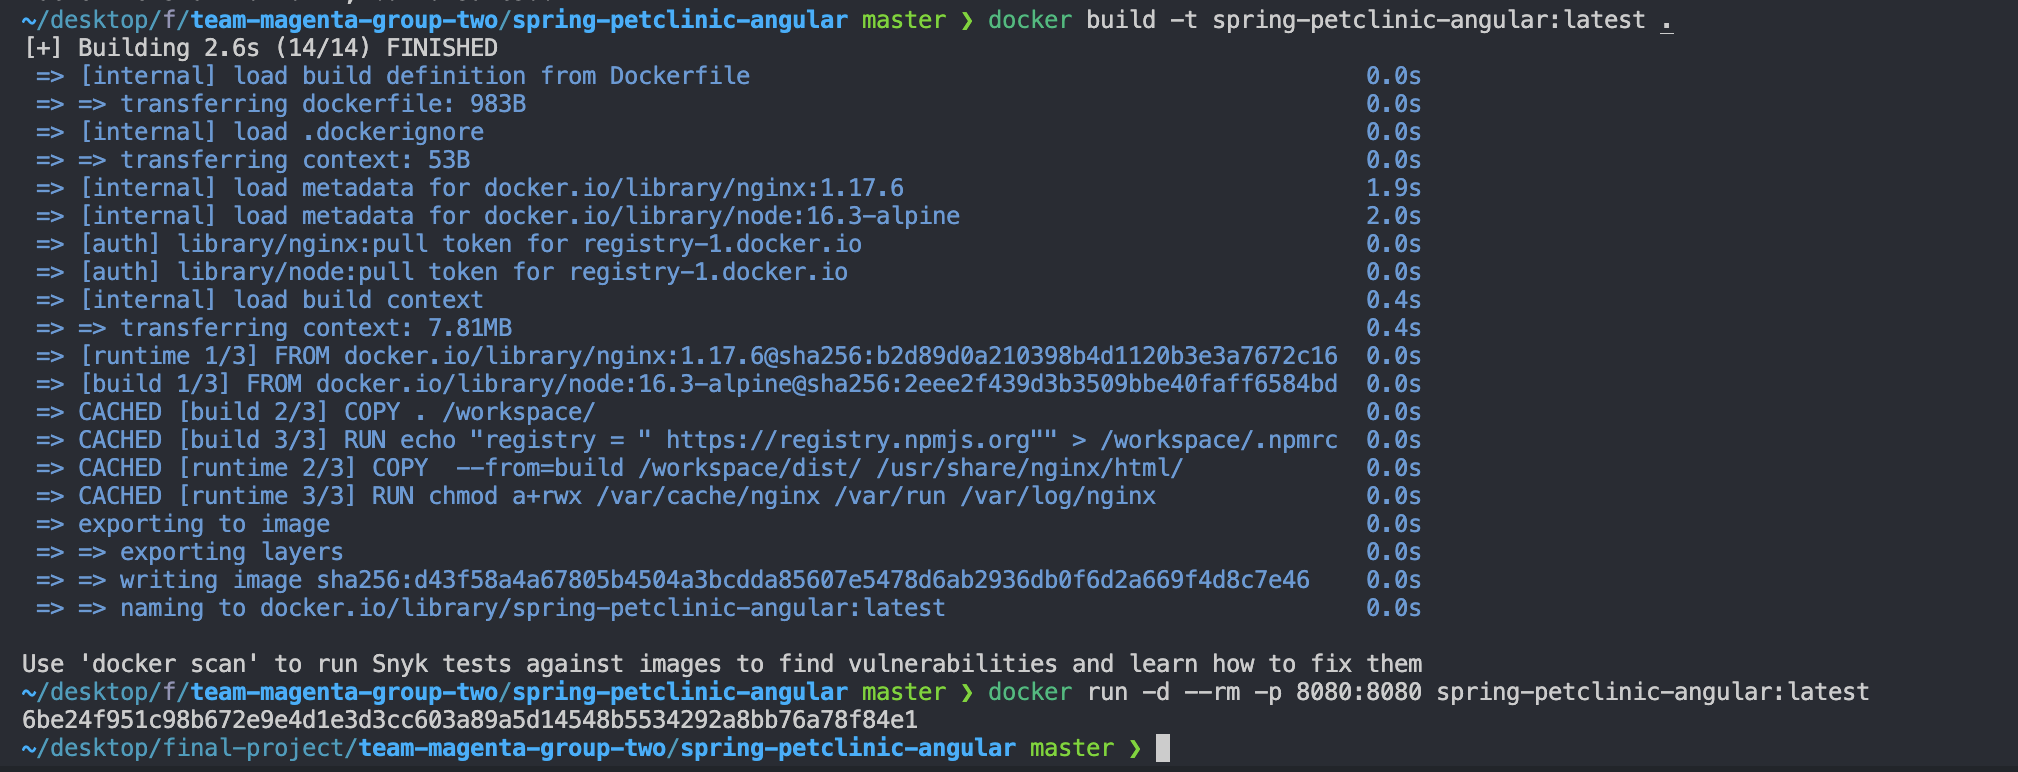 ~/desktop/f/team-magenta-group-two/spring-petclinic-angular master ❯ docker build -t spring-petclinic-angular:latest .
[+] Building 2.6s (14/14) FINISHED
=> [internal] load build definition from Dockerfile 0.0s
=> => transferring dockerfile: 983B 0.0s
=> [internal] load .dockerignore 0.0s
=> => transferring context: 53B 0.0s
=> [internal] load metadata for docker.io/library/nginx:1.17.6 1.9s
=> [internal] load metadata for docker.io/library/node:16.3-alpine 2.0s
=> [auth] library/nginx:pull token for registry-1.docker.io 0.0s
=> [auth] library/node:pull token for registry-1.docker.io 0.0s
=> [internal] load build context 0.4s
=> => transferring context: 7.81MB 0.4s
=> [runtime 1/3] FROM docker.io/library/nginx:1.17.6@sha256:b2d89d0a210398b4d1120b3e3a7672c16 0.0s
=> [build 1/3] FROM docker.io/library/node:16.3-alpine@sha256:2eee2f439d3b3509bbe40faff6584bd 0.0s
=> CACHED [build 2/3] COPY . /workspace/ 0.0s
=> CACHED [build 3/3] RUN echo "registry = " https://registry.npmjs.org"" > /workspace/.npmrc 0.0s
=> CACHED [runtime 2/3] COPY  --from=build /workspace/dist/ /usr/share/nginx/html/ 0.0s
=> CACHED [runtime 3/3] RUN chmod a+rwx /var/cache/nginx /var/run /var/log/nginx 0.0s
=> exporting to image 0.0s
=> => exporting layers 0.0s
=> => writing image sha256:d43f58a4a67805b4504a3bcdda85607e5478d6ab2936db0f6d2a669f4d8c7e46 0.0s
=> => naming to docker.io/library/spring-petclinic-angular:latest 0.0s
Use 'docker scan' to run Snyk tests against images to find vulnerabilities and learn how to fix them
~/desktop/f/team-magenta-group-two/spring-petclinic-angular master ❯ docker run -d --rm -p 8080:8080 spring-petclinic-angular:latest
6be24f951c98b672e9e4d1e3d3cc603a89a5d14548b5534292a8bb76a78f84e1
~/desktop/final-project/team-magenta-group-two/spring-petclinic-angular master ❯